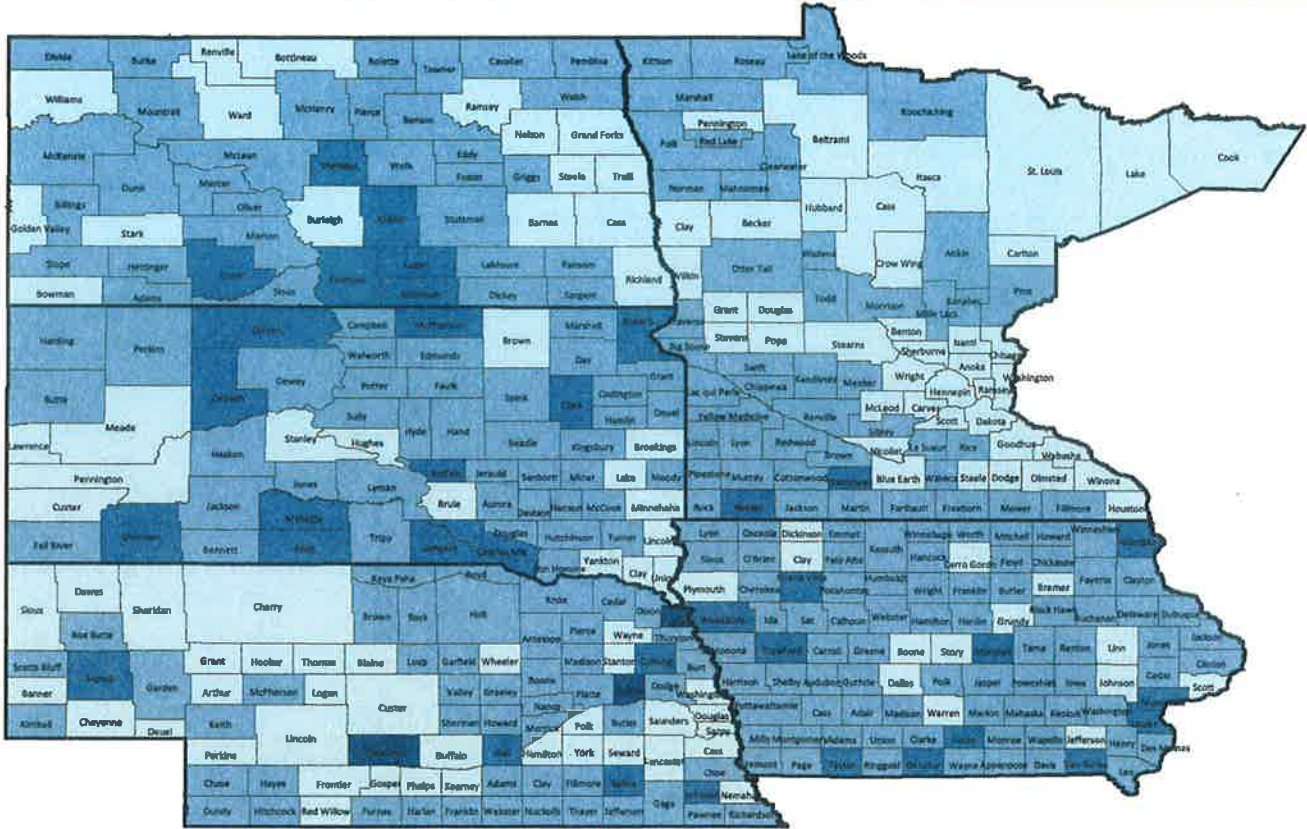 Divide Burke Renville Bottineau Rolette Towner Cavalier Pembina Kittson Roseau Lake of the Woods
Williams Mountrail Ward McHenry Pierce Benson Ramsey Walsh Marshall Koochiching
Nelson Grand Forks Pennington Beltrami
McKenzie McLean Sheridan Wells Eddy Foster Griggs Steele Traill Polk Red Lake Clearwater Itasca St. Louis Lake Cook
Dunn Mercer Oliver Norman Mahnomen
Billings Burleigh Kidder Stutsman Barnes Cass Clay Becker Hubbard Cass
Golden Valley Stark Morton
Slope Hettinger Grant Emmons Logan LaMoure Ransom Richland Wilkin Otter Tail Wadena Crow Wing Aitkin Carlton
Bowman Adams Sioux McIntosh Dickey Sargent Todd Morrison Mille Lacs Kanabec Pine
Harding Perkins Corson Campbell McPherson Brown Marshall Roberts Traverse Grant Douglas
Walworth Edmunds Day Big Stone Stevens Pope Stearns Benton Sherburne Isanti Chisago
Butte Ziebach Dewey Potter Faulk Spink Clark Codington Grant Swift Wright Anoka Washington
Meade Sully Hyde Hand Hamlin Deuel Lac qui Parle Chippewa Kandiyohi Meeker Hennepin Ramsey
Lawrence Haakon Stanley Hughes Beadle Kingsbury Brookings Yellow Medicine Renville McLeod Carver Scott Dakota
Lincoln Lyon Redwood Sibley Nicollet Le Sueur Rice Goodhue Wabasha
Pennington Jones Lyman Buffalo Jerauld Sanborn Miner Lake Moody Pipestone Murray Cottonwood Brown Blue Earth Waseca Steele Dodge Olmsted Winona
Custer Jackson Mellette Brule Aurora Davison Hanson McCook Minnehaha Rock Nobles Jackson Martin Faribault Freeborn Mower Fillmore Houston
Fall River Bennett Todd Tripp Gregory Douglas Charles Mix Hutchinson Turner Lincoln
Bon Homme Yankton Clay Union
Lyon Osceola Dickinson Emmet Kossuth Winnebago Worth Mitchell Howard Winneshiek
Sioux O'Brien Clay Palo Alto Hancock Cerro Gordo Floyd Chickasaw
Plymouth Cherokee Buena Vista Pocahontas Humboldt Wright Franklin Butler Bremer Fayette Clayton
Woodbury Ida Sac Calhoun Webster Hamilton Hardin Grundy Black Hawk Buchanan Delaware Dubuque
Sioux Dawes Sheridan Cherry Keya Paha Boyd
Box Butte Brown Rock Holt Knox Cedar Dixon
Antelope Pierce Wayne Thurston Monona Crawford Carroll Greene Boone Story Tama Benton Linn Jones Jackson
Scotts Bluff Grant Hooker Thomas Blaine Loup Garfield Wheeler Madison Stanton Cuming Burt Clinton
Banner Garden Arthur McPherson Logan Custer Valley Greeley Boone Platte Dodge Washington Harrison Shelby Audubon Guthrie Dallas Polk Jasper Poweshiek Iowa Johnson Cedar Scott
Kimball Cheyenne Deuel Keith Lincoln Sherman Howard Nance Merrick Polk Butler Saunders Douglas Sarpy Pottawattamie Cass Adair Madison Warren Marion Mahaska Keokuk Washington
Perkins Buffalo Hall Hamilton York Seward Lancaster Cass Mills Montgomery Adams Union Clarke Monroe Wapello Jefferson Henry Des Moines
Chase Hayes Frontier Gosper Phelps Kearney Adams Clay Fillmore Otoe Nemaha Fremont Page Taylor Ringgold Decatur Wayne Appanoose Davis Van Buren Lee
Dundy Hitchcock Red Willow Furnas Harlan Franklin Webster Nuckolls Thayer Jefferson Gage Pawnee Richardson